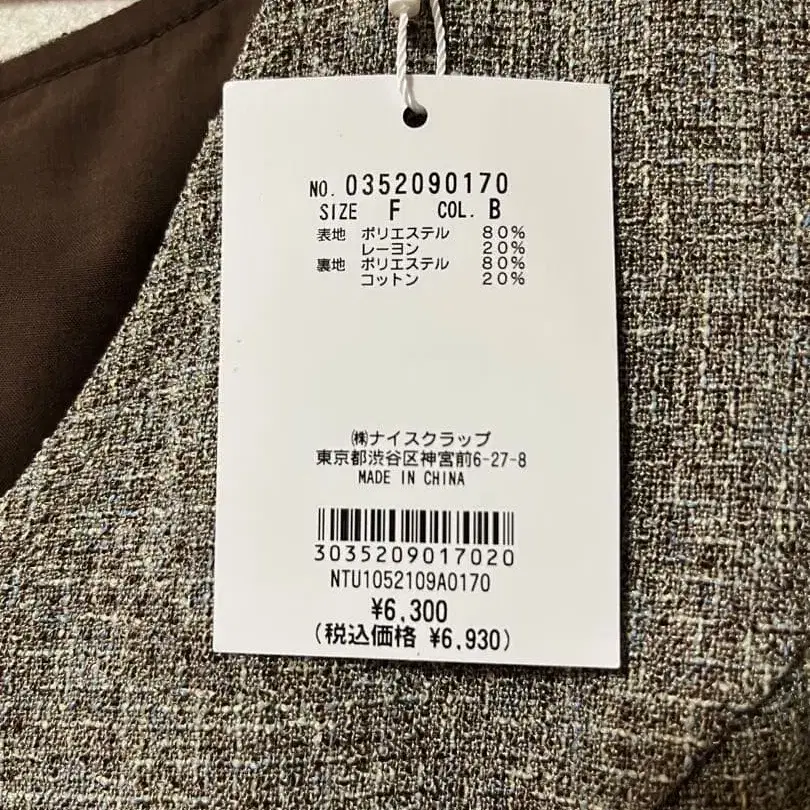 NO. 0352090170
SIZE F COL. B
表地 ポリエステル 80%
レーヨン 20%
裏地 ポリエステル 80%
コットン 20%
㈱ナイスクラップ
東京都渋谷区神宮前6-27-8
MADE IN CHINA
3035209017020
NTU1052109A0170
¥6,300
(税込価格 ¥6,930)